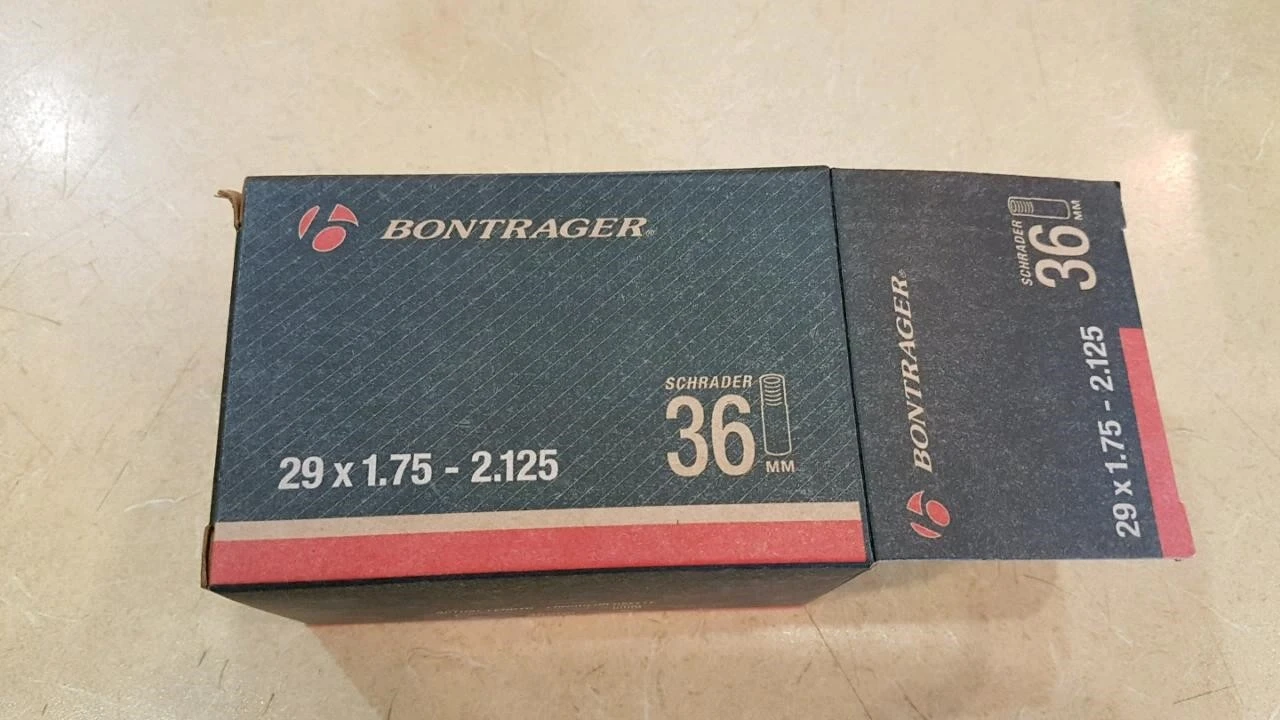 BONTRAGER®
SCHRADER
36
MM
29 x 1.75 - 2.125
BONTRAGER®
SCHRADER
36
MM
29 x 1.75 - 2.125